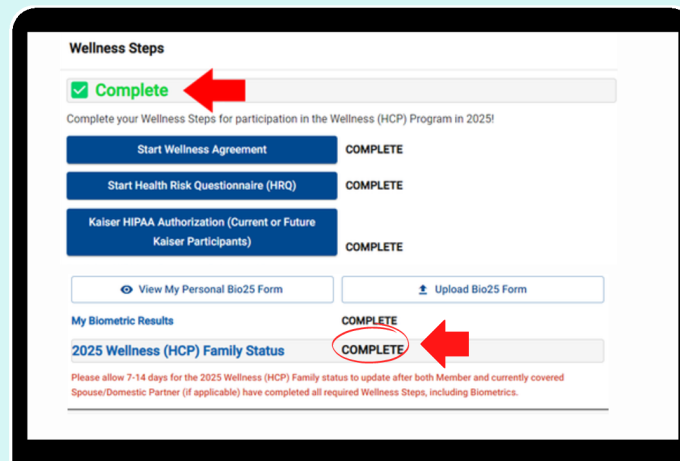 Wellness Steps
Complete
Complete your Wellness Steps for participation in the Wellness (HCP) Program in 2025!
Start Wellness Agreement COMPLETE
Start Health Risk Questionnaire (HRQ) COMPLETE
Kaiser HIPAA Authorization (Current or Future
Kaiser Participants) COMPLETE
View My Personal Bio25 Form Upload Bio25 Form
My Biometric Results COMPLETE
2025 Wellness (HCP) Family Status COMPLETE
Please allow 7-14 days for the 2025 Wellness (HCP) Family status to update after both Member and currently covered
Spouse/Domestic Partner (if applicable) have completed all required Wellness Steps, including Biometrics.